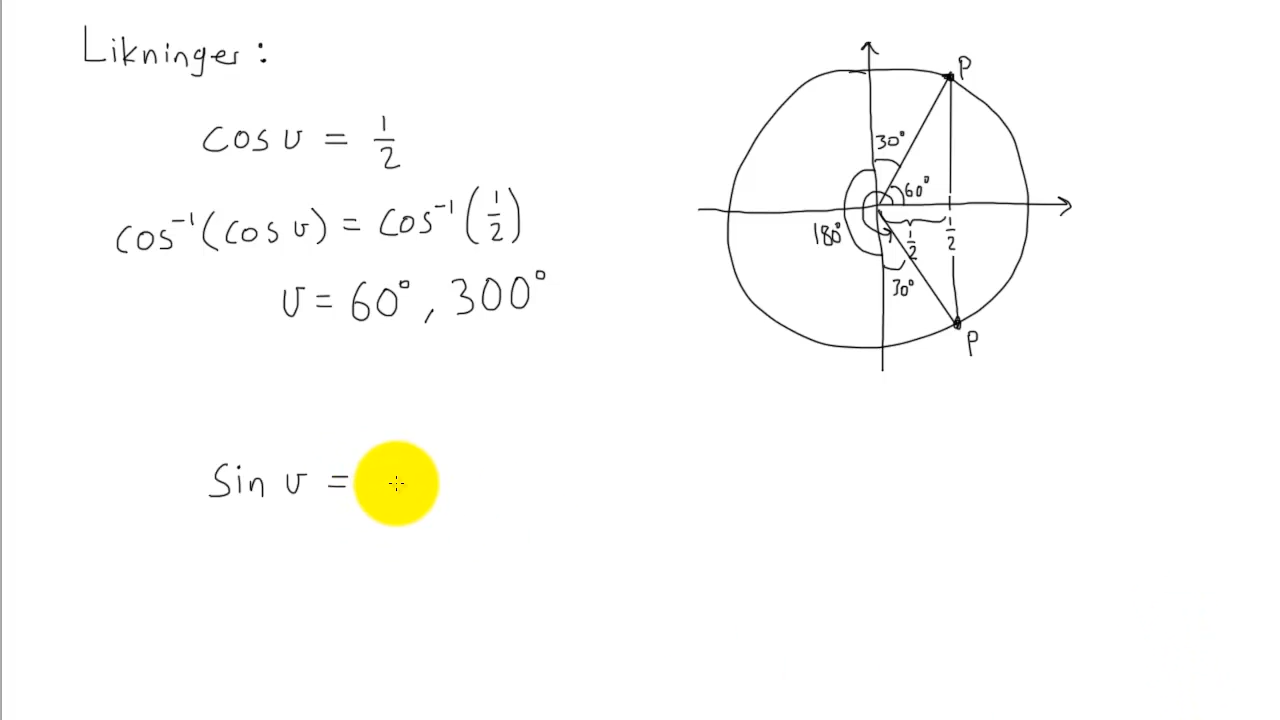 Likninger:
cos v = 1/2
cos⁻¹(cos v) = cos⁻¹(1/2)
v = 60°, 300°
sin v =
P
30°
60°
180°
1/2
1/2
30°
P